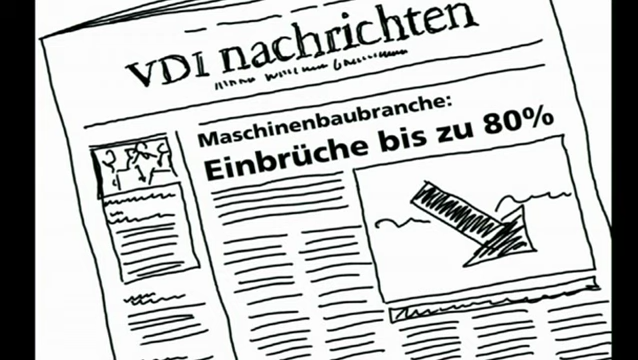 VDI nachrichten
Maschinenbaubranche:
Einbrüche bis zu 80%